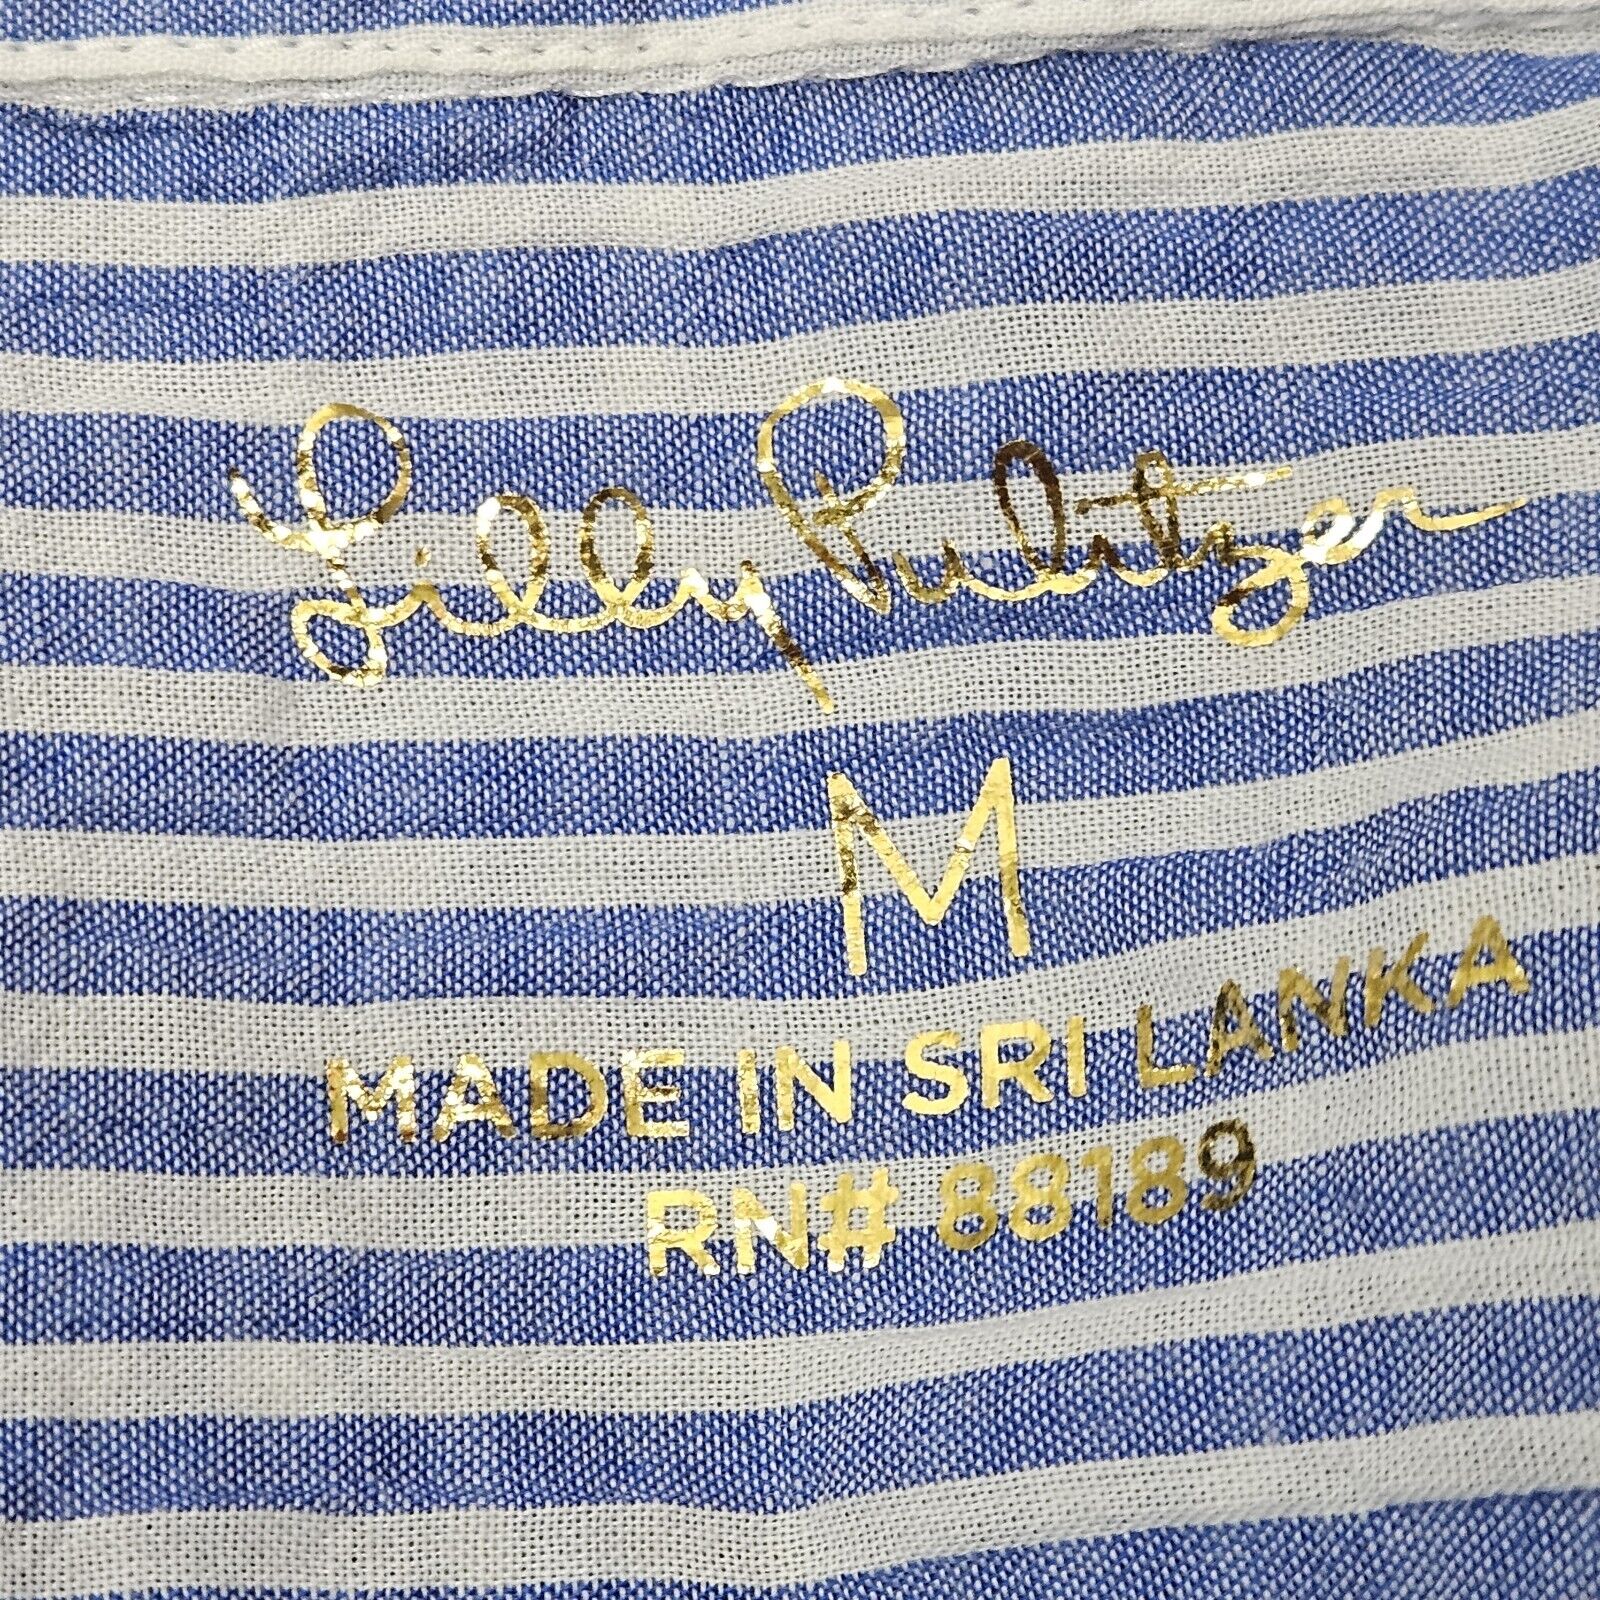 Lilly Pulitzer
M
MADE IN SRI LANKA
RN# 88189